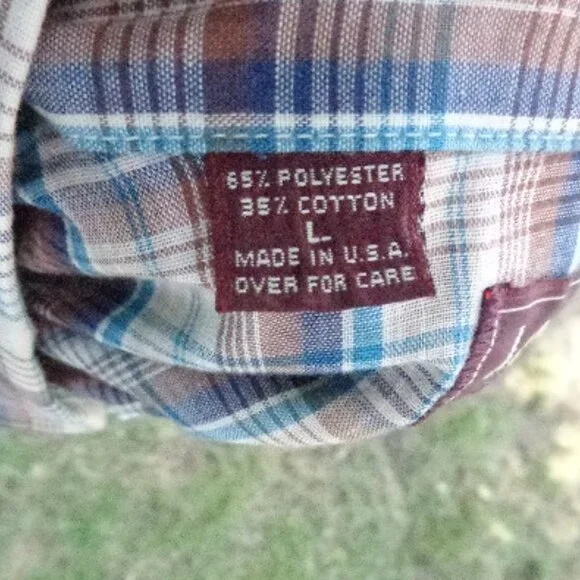 65% POLYESTER
35% COTTON
L
MADE IN U.S.A.
OVER FOR CARE